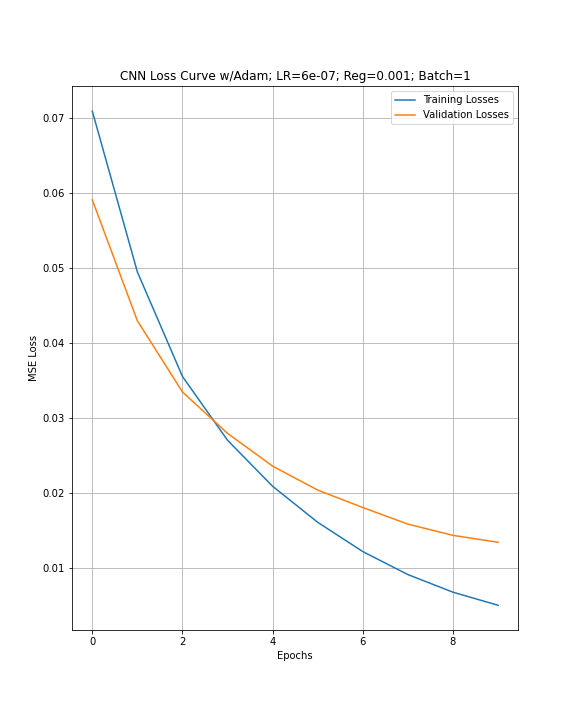 CNN Loss Curve w/Adam; LR=6e-07; Reg=0.001; Batch=1
Training Losses
Validation Losses
MSE Loss
0.07
0.06
0.05
0.04
0.03
0.02
0.01
0 2 4 6 8
Epochs